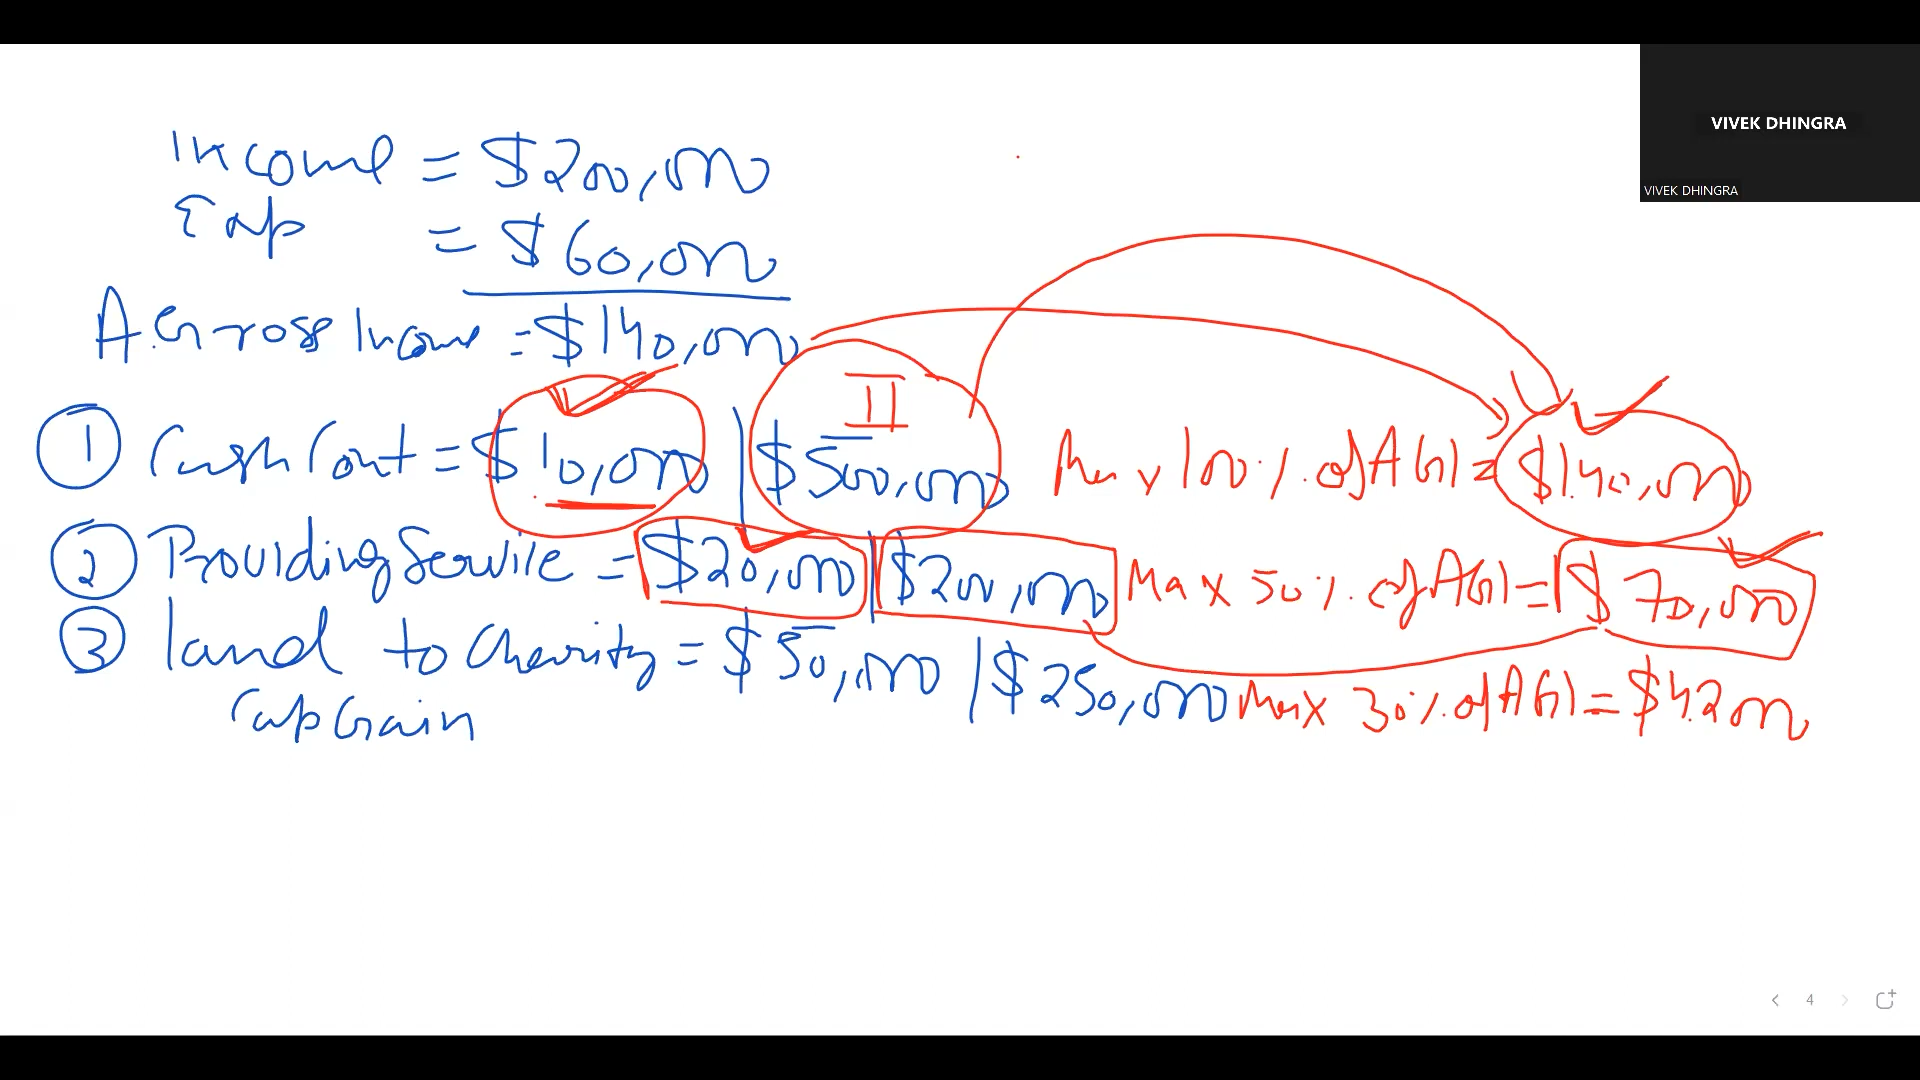 VIVEK DHINGRA
VIVEK DHINGRA
Income = $200,000
Exp = $60,000
A.Gross Income = $140,000
II
① Cash Cont = $10,000 | $500,000 Max 100%.of AGI = $140,000
② Providing Service = $20,000 | $200,000 Max 50%.of AGI = $70,000
③ land to Charity = $50,000 | $250,000 Max 30%.of AGI = $42000
Cap Gain
4